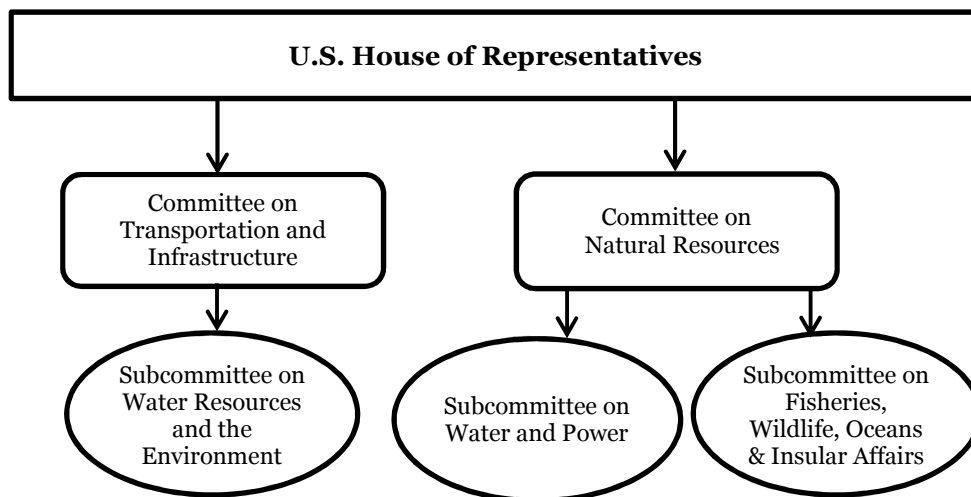 U.S. House of Representatives
Committee on
Transportation and
Infrastructure
Committee on
Natural Resources
Subcommittee on
Water Resources
and the
Environment
Subcommittee on
Water and Power
Subcommittee on
Fisheries,
Wildlife, Oceans
& Insular Affairs